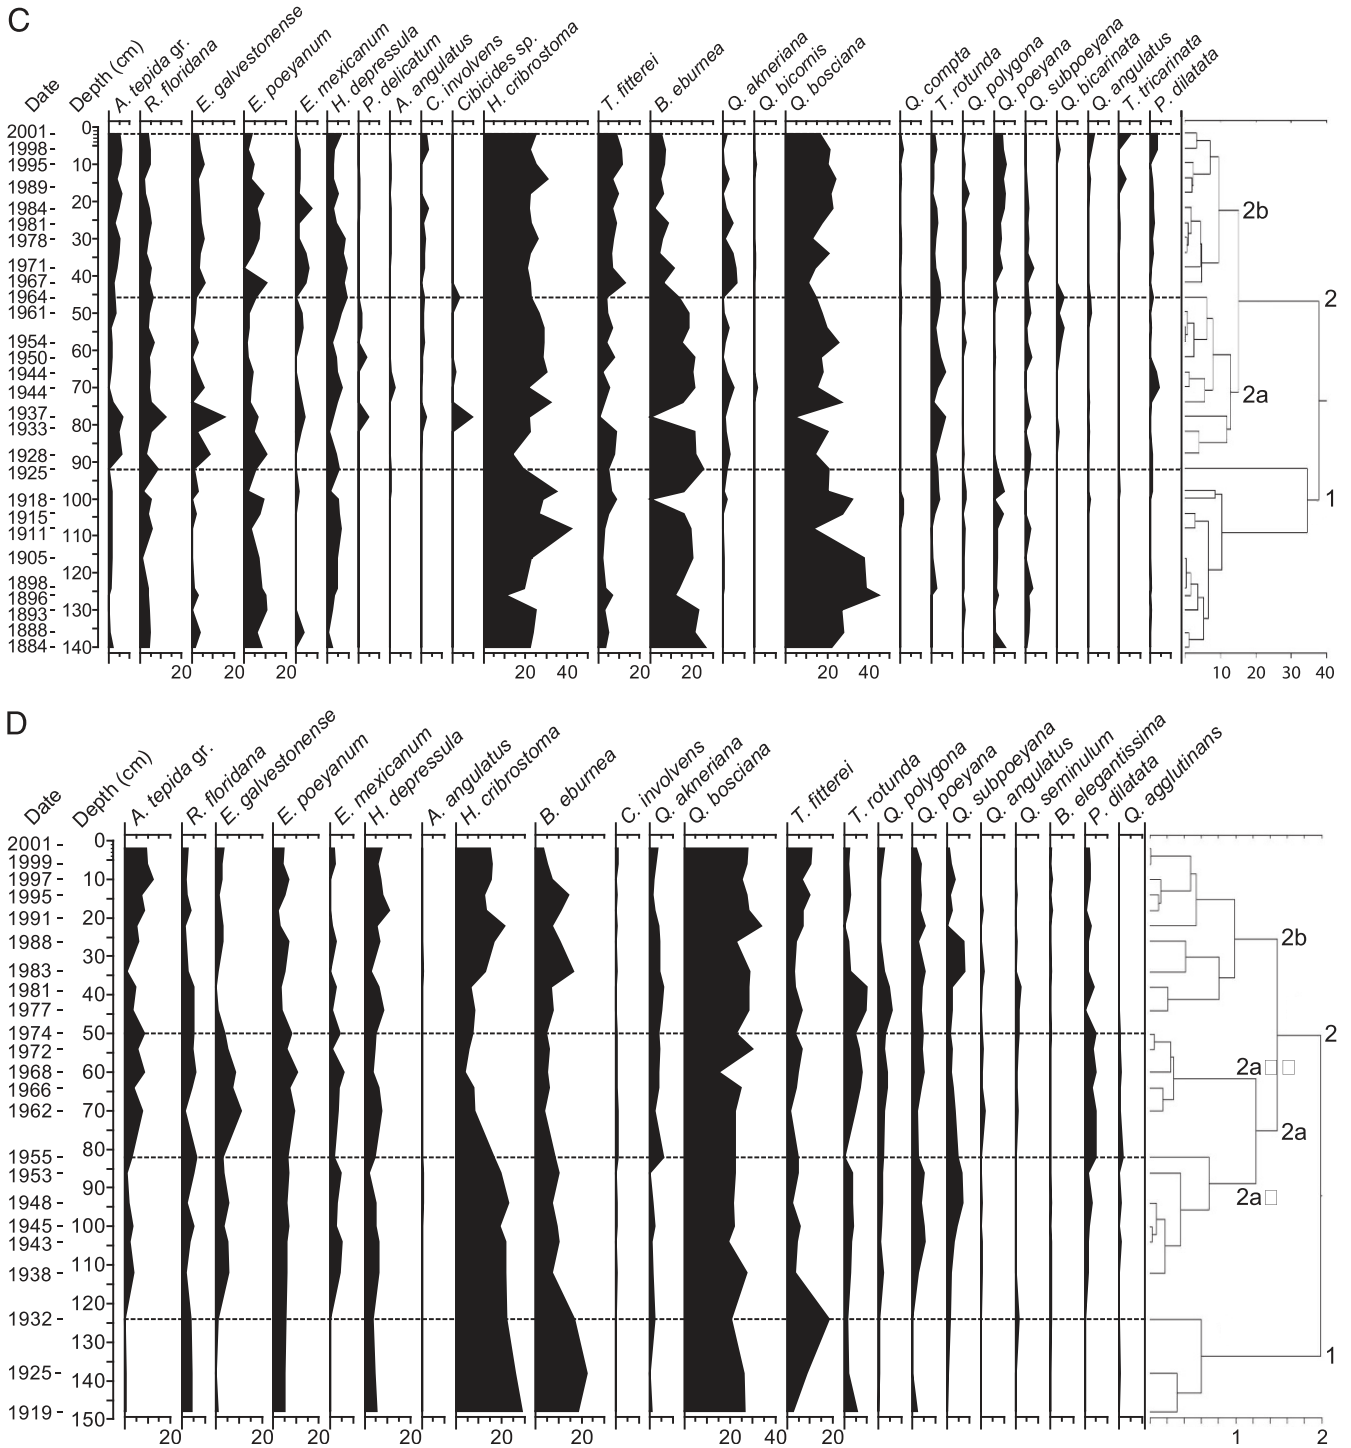 C
Date
Depth (cm)
A. tepida gr.
R. floridana
E. galvestonense
E. poeyanum
E. mexicanum
H. depressula
P. delicatum
A. angulatus
C. involvens
Cibicides sp.
H. cribrostoma
T. fitterei
B. eburnea
Q. akneriana
Q. bicornis
Q. bosciana
Q. compta
T. rotunda
Q. polygona
Q. poeyana
Q. subpoeyana
Q. bicarinata
Q. angulatus
T. tricarinata
P. dilatata
2001 0
1998
1995 10
1989
20
1984
1981
1978 30
1971
1967 40
1964
1961 50
1954
1950 60
1944
1944 70
1937
1933 80
1928
1925 90
1918 100
1915
1911 110
1905
1898 120
1896
1893 130
1888
1884 140
2b
2
2a
1
20 20 20 20 40 20 20 20 40 10 20 30 40
D
Date
Depth (cm)
A. tepida gr.
R. floridana
E. galvestonense
E. poeyanum
E. mexicanum
H. depressula
A. angulatus
H. cribrostoma
B. eburnea
C. involvens
Q. akneriana
Q. bosciana
T. fitterei
T. rotunda
Q. polygona
Q. poeyana
Q. subpoeyana
Q. angulatus
Q. seminulum
B. elegantissima
P. dilatata
Q. agglutinans
2001 0
1999
1997 10
1995
1991 20
1988
30
1983
1981 40
1977
1974 50
1972
1968 60
1966
1962 70
80
1955
1953
90
1948
1945 100
1943
110
1938
120
1932
130
1925
140
1919 150
2b
2
2a□ □
2a
2a□
1
20 20 20 20 20 20 20 40 20 1 2